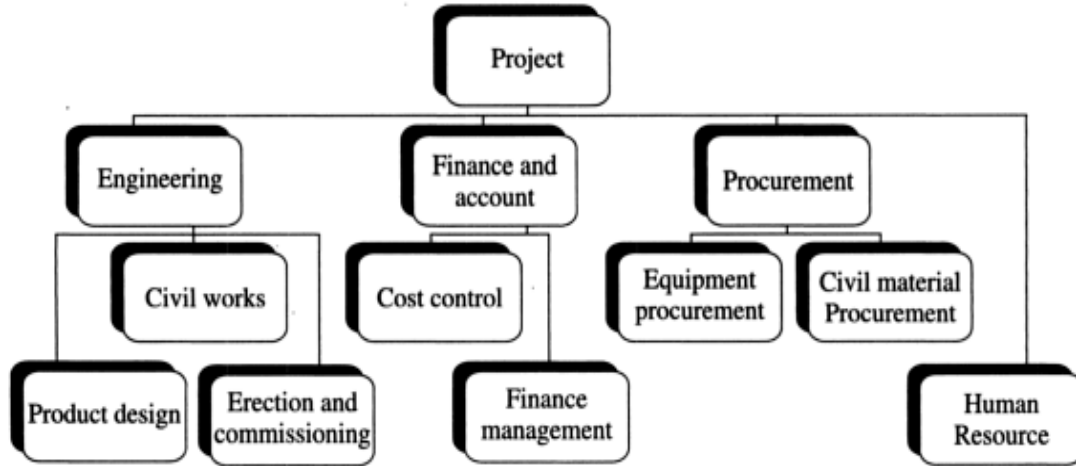 Project
Engineering
Finance and
account
Procurement
Civil works
Cost control
Equipment
procurement
Civil material
Procurement
Product design
Erection and
commissioning
Finance
management
Human
Resource